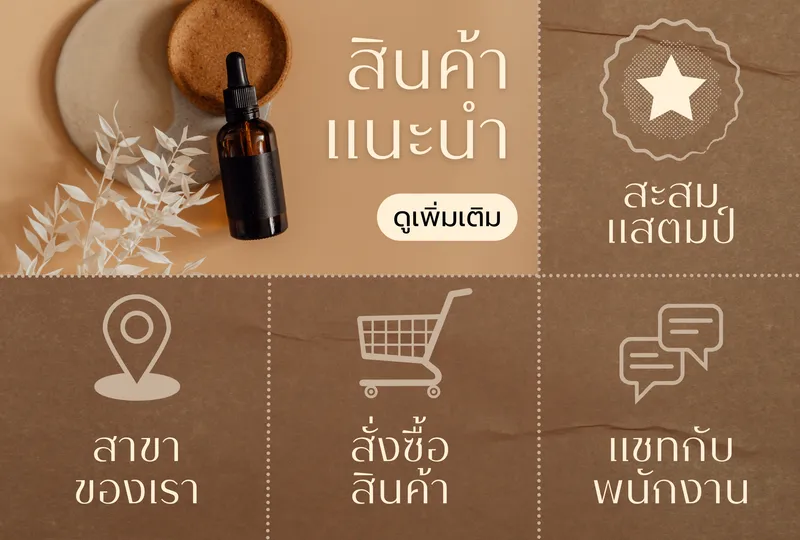 สินค้า
แนะนำ
ดูเพิ่มเติม
สะสม
แสตมป์
สาขา
ของเรา
สั่งซื้อ
สินค้า
แชทกับ
พนักงาน